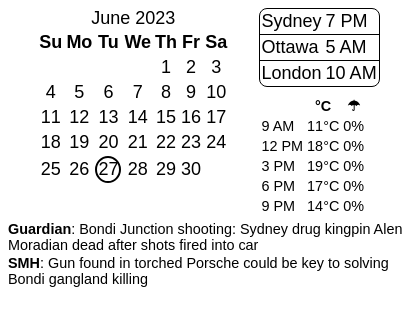 June 2023
Su Mo Tu We Th Fr Sa
1 2 3
4 5 6 7 8 9 10
11 12 13 14 15 16 17
18 19 20 21 22 23 24
25 26 27 28 29 30
Sydney 7 PM
Ottawa 5 AM
London 10 AM
°C ☂
9 AM 11°C 0%
12 PM 18°C 0%
3 PM 19°C 0%
6 PM 17°C 0%
9 PM 14°C 0%
Guardian: Bondi Junction shooting: Sydney drug kingpin Alen
Moradian dead after shots fired into car
SMH: Gun found in torched Porsche could be key to solving
Bondi gangland killing